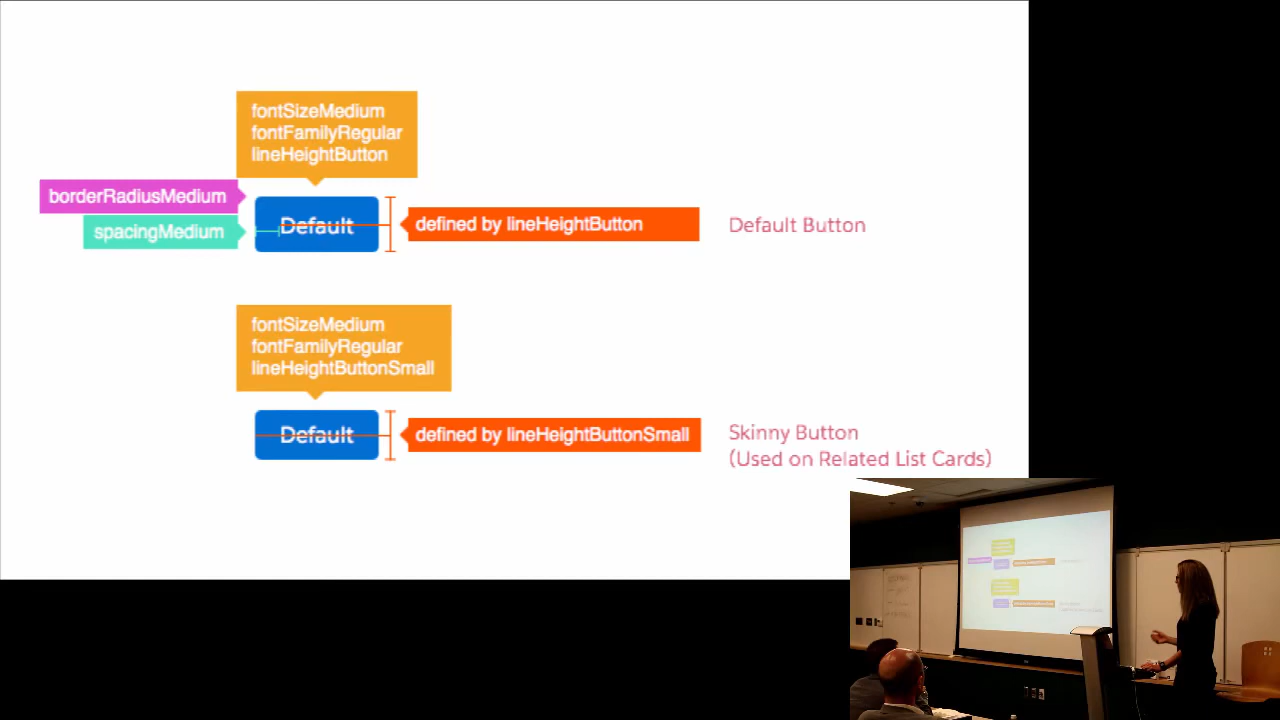 fontSizeMedium
fontFamilyRegular
lineHeightButton
borderRadiusMedium
spacingMedium
Default
defined by lineHeightButton
Default Button
fontSizeMedium
fontFamilyRegular
lineHeightButtonSmall
Default
defined by lineHeightButtonSmall
Skinny Button
(Used on Related List Cards)